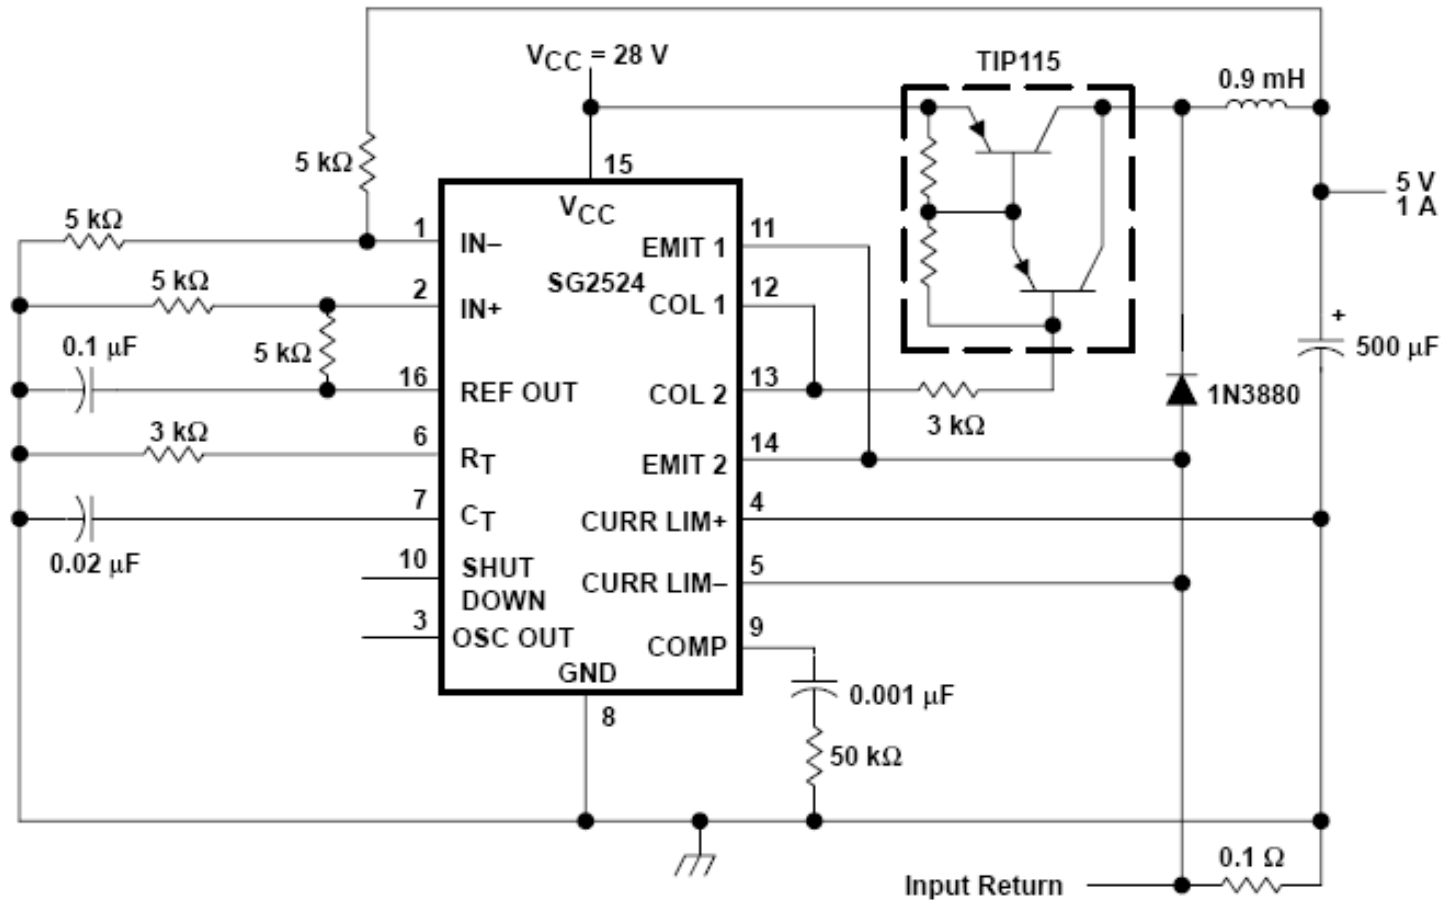 TIP115
V_CC = 28 V
0.9 mH
5 kΩ
15
5 V
1 A
V_CC
5 kΩ
1
IN–
EMIT 1
11
SG2524
5 kΩ
2
IN+
COL 1
12
0.1 μF
5 kΩ
+
500 μF
16
REF OUT
COL 2
13
3 kΩ
1N3880
3 kΩ
6
R_T
EMIT 2
14
7
C_T
CURR LIM+
4
0.02 μF
10
SHUT
DOWN
CURR LIM–
5
3
OSC OUT
COMP
9
GND
0.001 μF
8
50 kΩ
0.1 Ω
Input Return